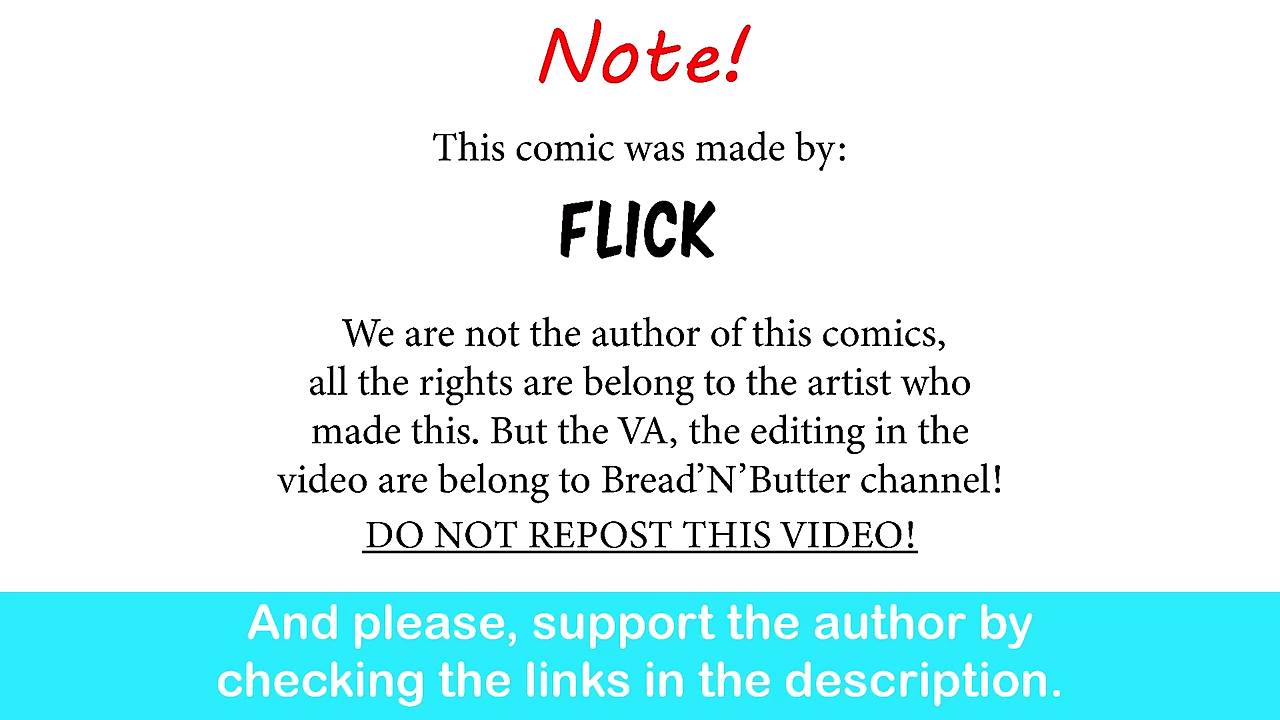 Note!
This comic was made by:
FLICK
We are not the author of this comics,
all the rights are belong to the artist who
made this. But the VA, the editing in the
video are belong to Bread’N’Butter channel!
DO NOT REPOST THIS VIDEO!
And please, support the author by
checking the links in the description.